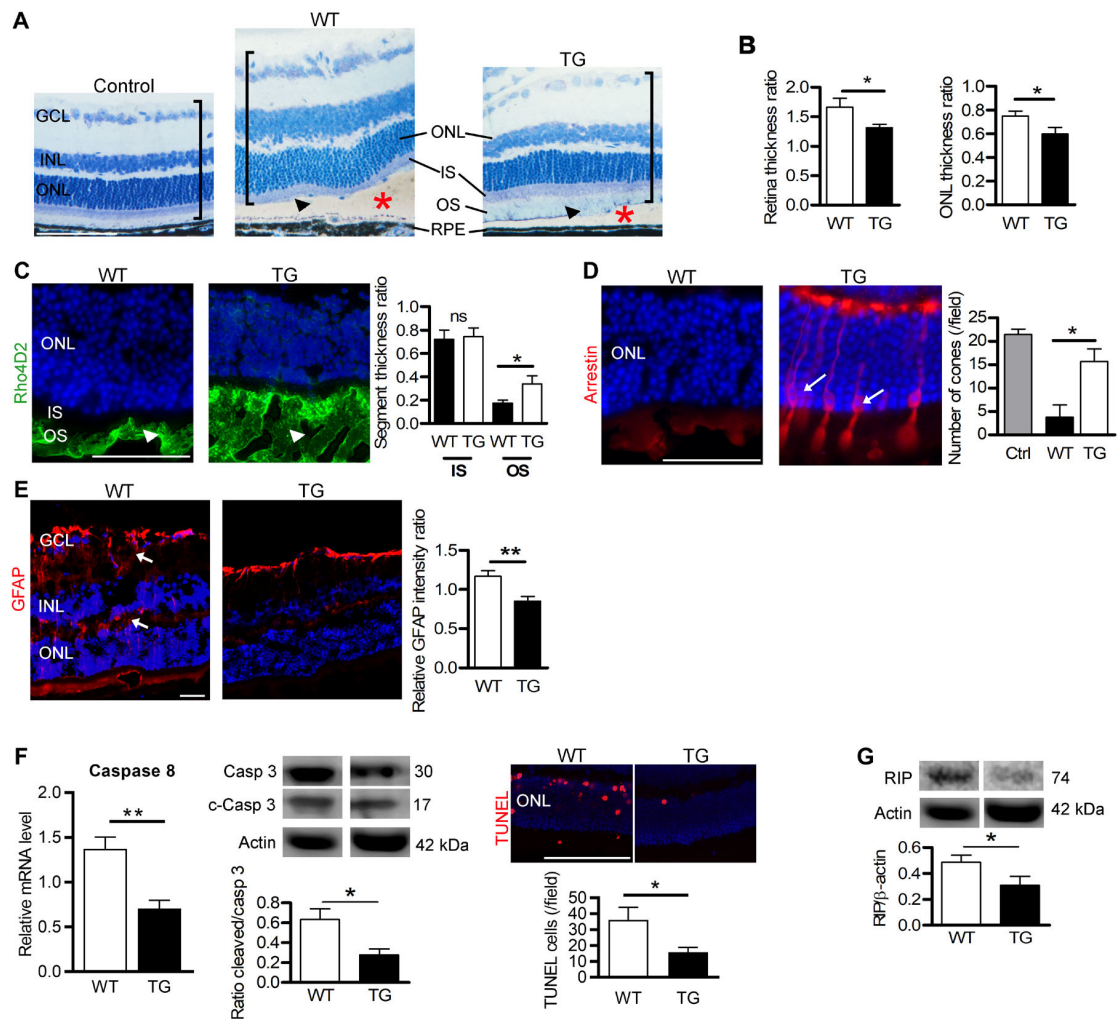 A
Control
WT
TG
GCL
INL
ONL
ONL
IS
OS
RPE
*
*
B
Retina thickness ratio
2.0
1.5
1.0
0.5
0.0
*
WT TG
ONL thickness ratio
1.0
0.8
0.6
0.4
0.2
0.0
*
WT TG
C
WT
TG
Rho4D2
ONL
IS
OS
Segment thickness ratio
1.0
0.8
0.6
0.4
0.2
0.0
ns
*
WT TG WT TG
IS OS
D
WT
TG
Arrestin
ONL
Number of cones (/field)
25
20
15
10
5
0
*
Ctrl WT TG
E
WT
TG
GFAP
GCL
INL
ONL
Relative GFAP intensity ratio
1.5
1.0
0.5
0.0
**
WT TG
F
Caspase 8
Relative mRNA level
2.0
1.5
1.0
0.5
0.0
**
WT TG
Casp 3 30
c-Casp 3 17
Actin 42 kDa
Ratio cleaved/casp 3
1.0
0.8
0.6
0.4
0.2
0.0
*
WT TG
WT
TG
TUNEL
ONL
TUNEL cells (/field)
50
40
30
20
10
0
*
WT TG
G
RIP 74
Actin 42 kDa
RIP/β-actin
0.6
0.4
0.2
0.0
*
WT TG